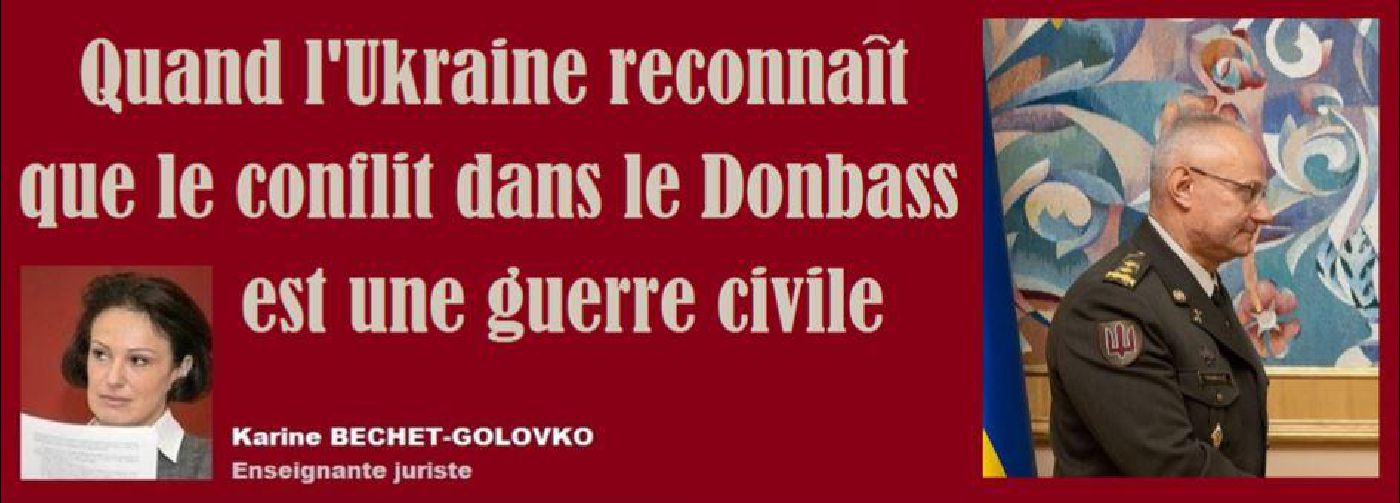 Quand l'Ukraine reconnaît
que le conflit dans le Donbass
est une guerre civile
Karine BECHET-GOLOVKO
Enseignante juriste